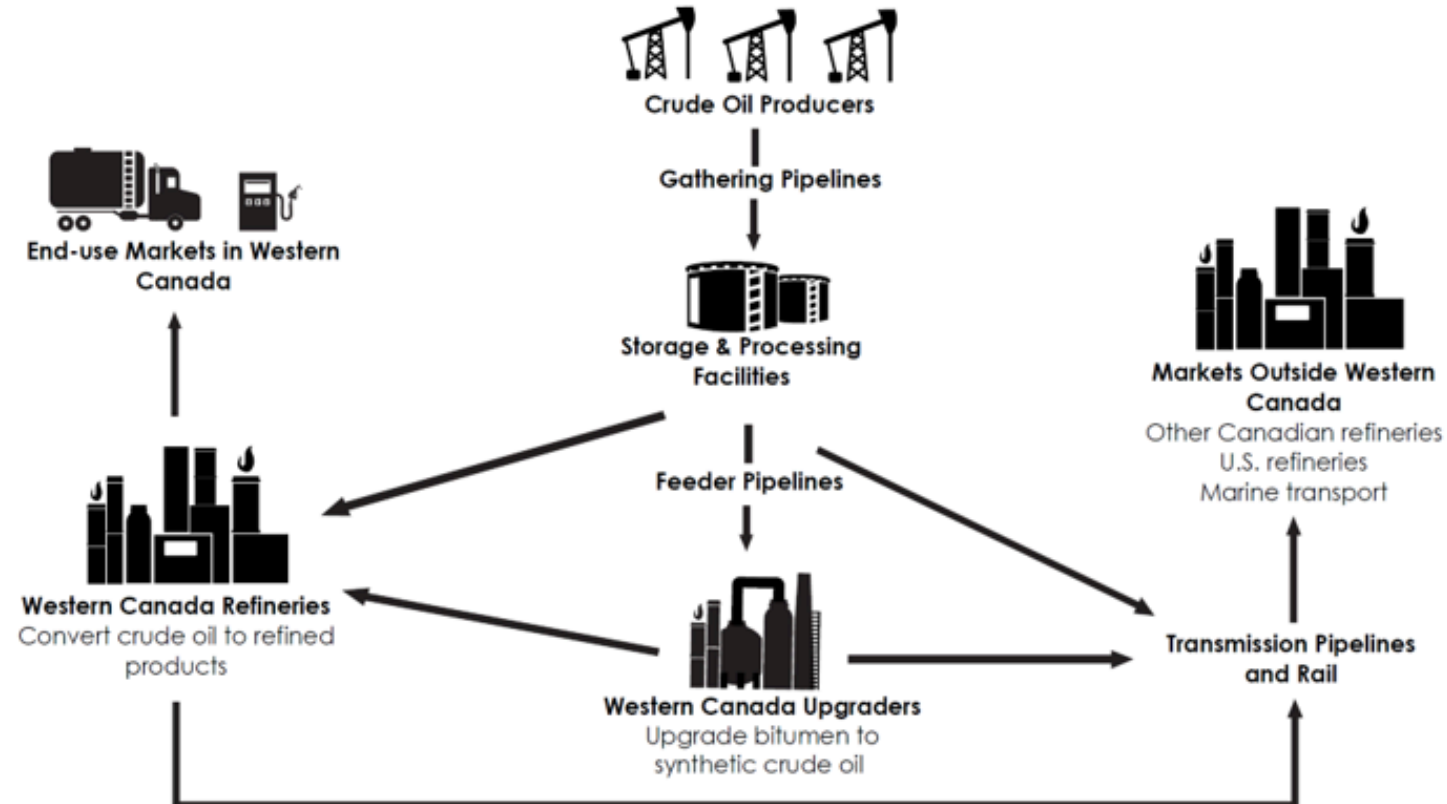 Crude Oil Producers
Gathering Pipelines
End-use Markets in Western
Canada
Storage & Processing
Facilities
Markets Outside Western
Canada
Other Canadian refineries
U.S. refineries
Marine transport
Feeder Pipelines
Western Canada Refineries
Convert crude oil to refined
products
Transmission Pipelines
and Rail
Western Canada Upgraders
Upgrade bitumen to
synthetic crude oil